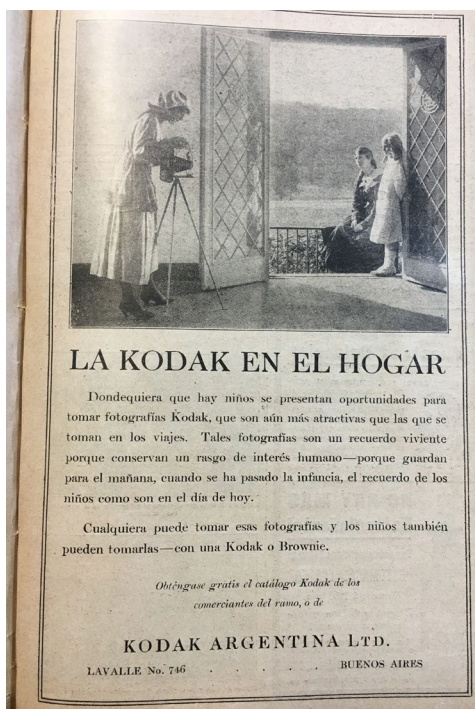 LA KODAK EN EL HOGAR
Dondequiera que hay niños se presentan oportunidades para
tomar fotografías Kodak, que son aún más atractivas que las que se
toman en los viajes. Tales fotografías son un recuerdo viviente
porque conservan un rasgo de interés humano—porque guardan
para el mañana, cuando se ha pasado la infancia, el recuerdo de los
niños como son en el día de hoy.
Cualquiera puede tomar esas fotografías y los niños también
pueden tomarlas—con una Kodak o Brownie.
Obténgase gratis el catálogo Kodak de los
comerciantes del ramo, o de
KODAK ARGENTINA LTD.
LAVALLE No. 746 . . . . . BUENOS AIRES